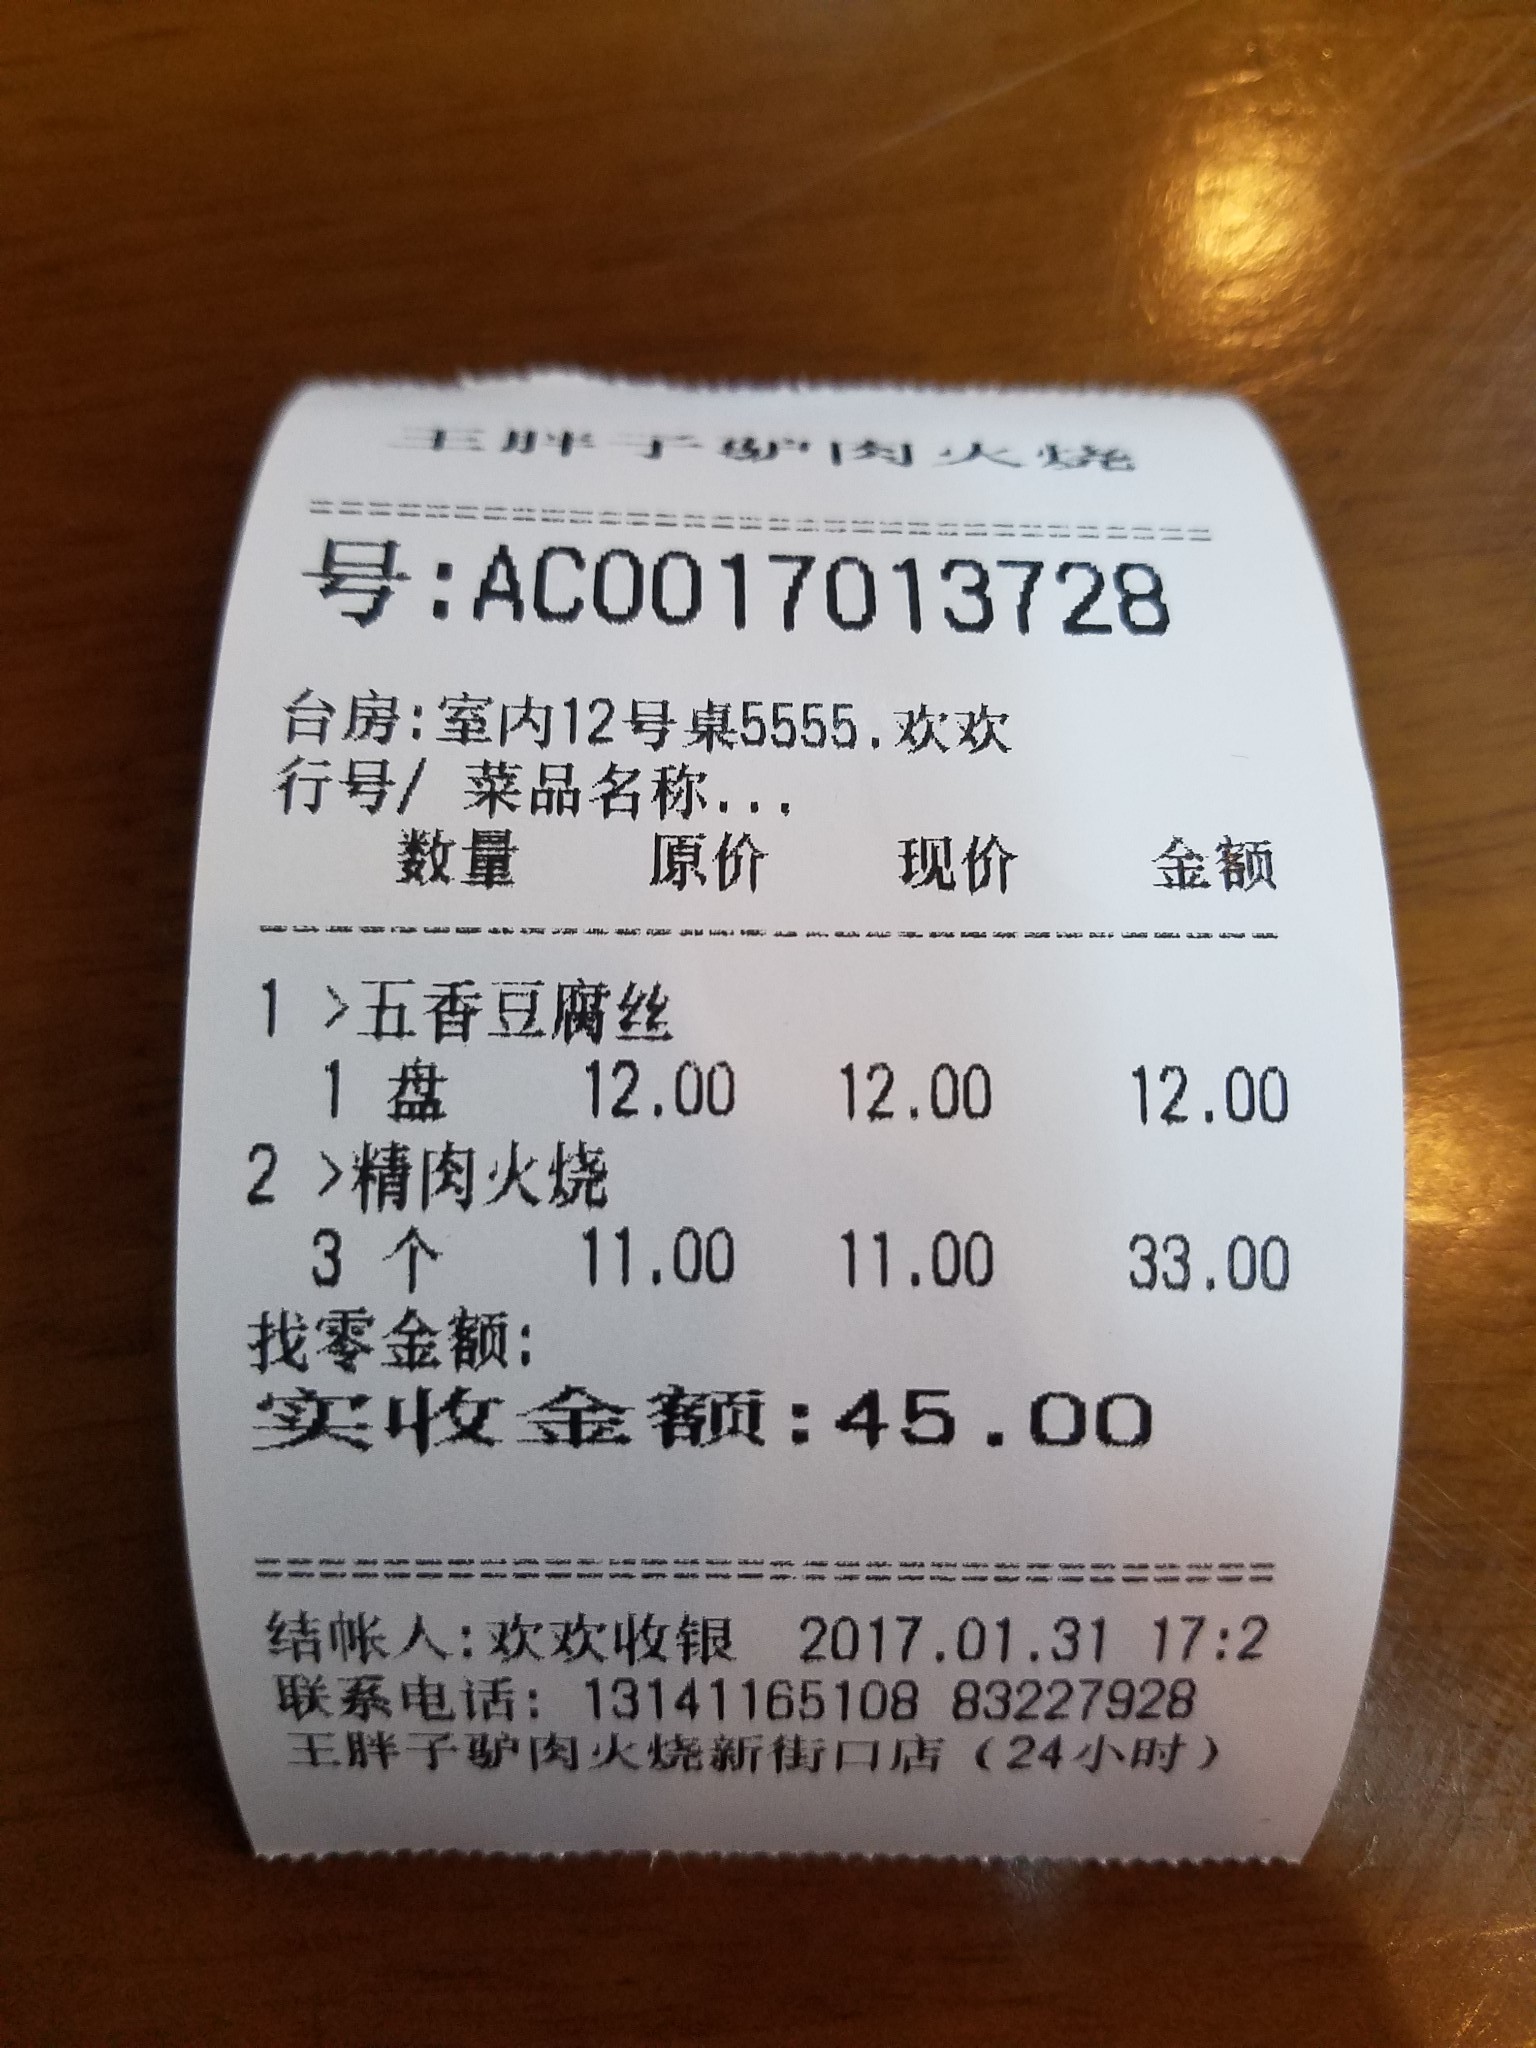 王胖子驴肉火烧
==============================
号:AC0017013728
台房:室内12号桌5555.欢欢
行号/ 菜品名称...
数量 原价 现价 金额
--------------------------------
1 >五香豆腐丝
1 盘 12.00 12.00 12.00
2 >精肉火烧
3 个 11.00 11.00 33.00
找零金额:
实收金额:45.00
================================
结帐人:欢欢收银 2017.01.31 17:2
联系电话: 13141165108 83227928
王胖子驴肉火烧新街口店(24小时)